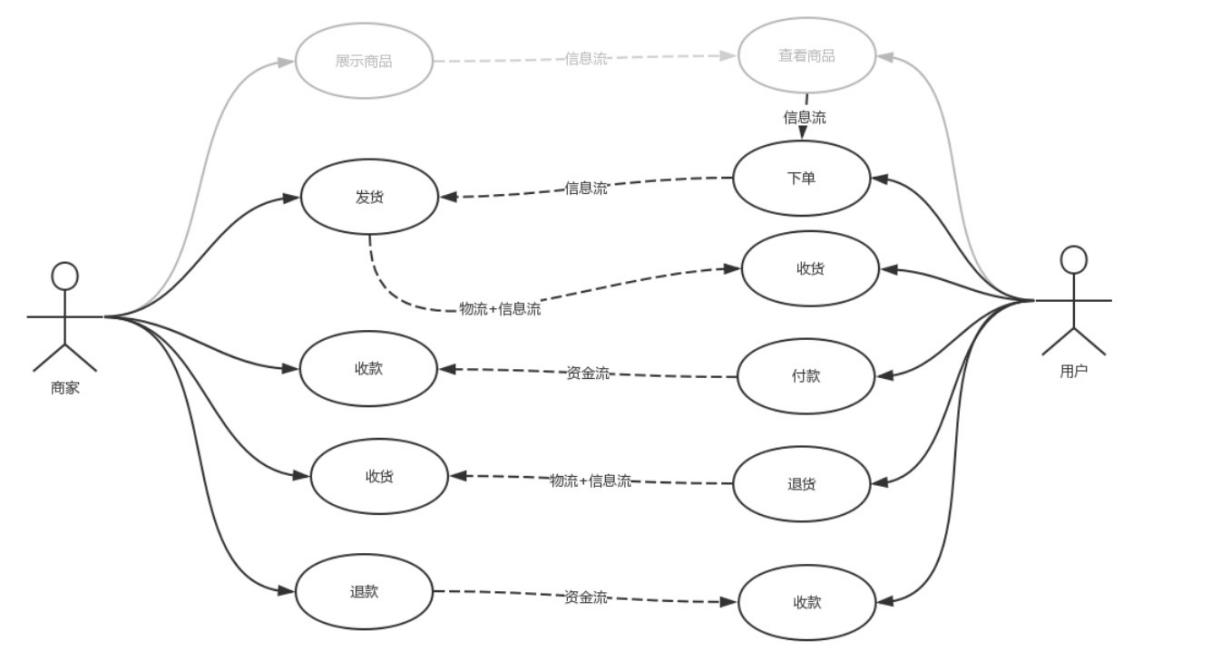 展示商品
信息流
查看商品
信息流
发货
信息流
下单
收货
物流+信息流
收款
资金流
付款
商家
用户
收货
物流+信息流
退货
退款
资金流
收款